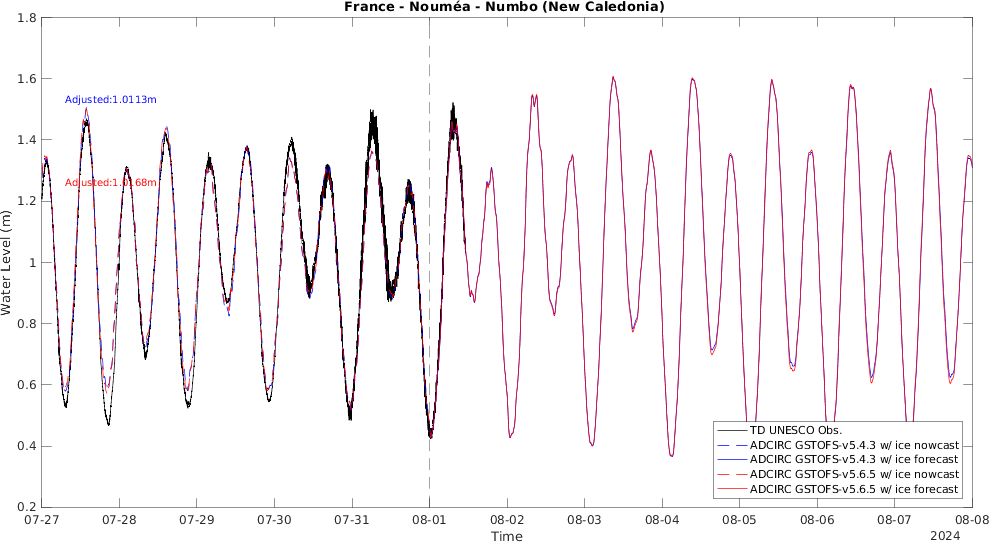 France - Nouméa - Numbo (New Caledonia)
1.8
1.6
1.4
1.2
1
0.8
0.6
0.4
0.2
Water Level (m)
Adjusted:1.0113m
Adjusted:1.0168m
TD UNESCO Obs.
ADCIRC GSTOFS-v5.4.3 w/ ice nowcast
ADCIRC GSTOFS-v5.4.3 w/ ice forecast
ADCIRC GSTOFS-v5.6.5 w/ ice nowcast
ADCIRC GSTOFS-v5.6.5 w/ ice forecast
07-27 07-28 07-29 07-30 07-31 08-01 08-02 08-03 08-04 08-05 08-06 08-07 08-08
Time
2024